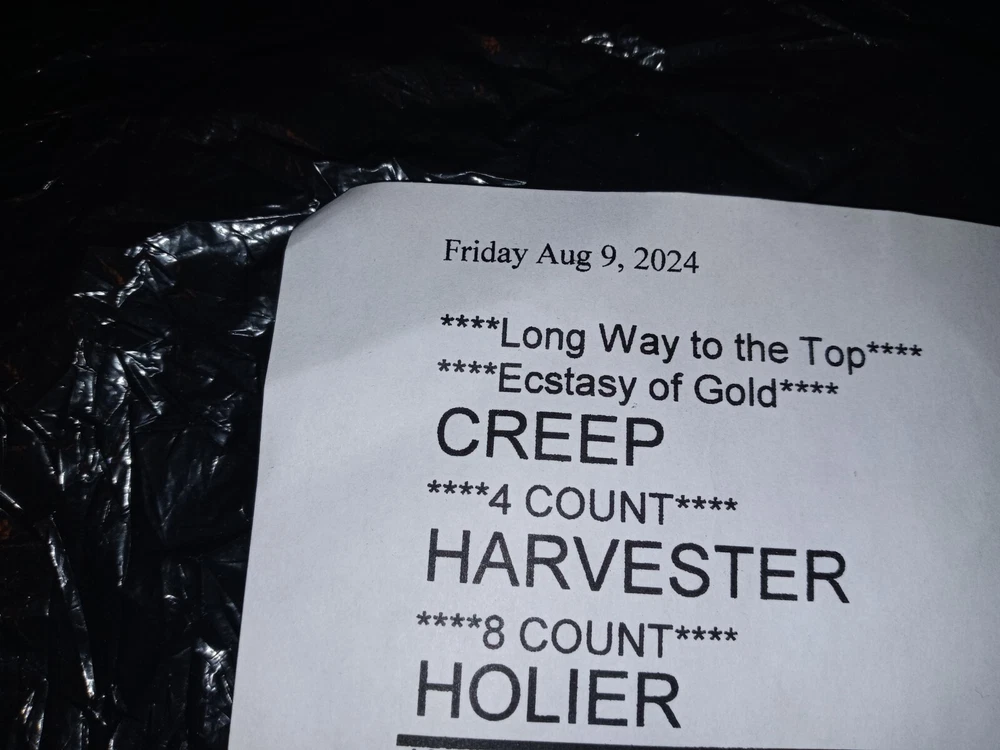 Friday Aug 9, 2024
****Long Way to the Top****
****Ecstasy of Gold****
CREEP
****4 COUNT****
HARVESTER
****8 COUNT****
HOLIER